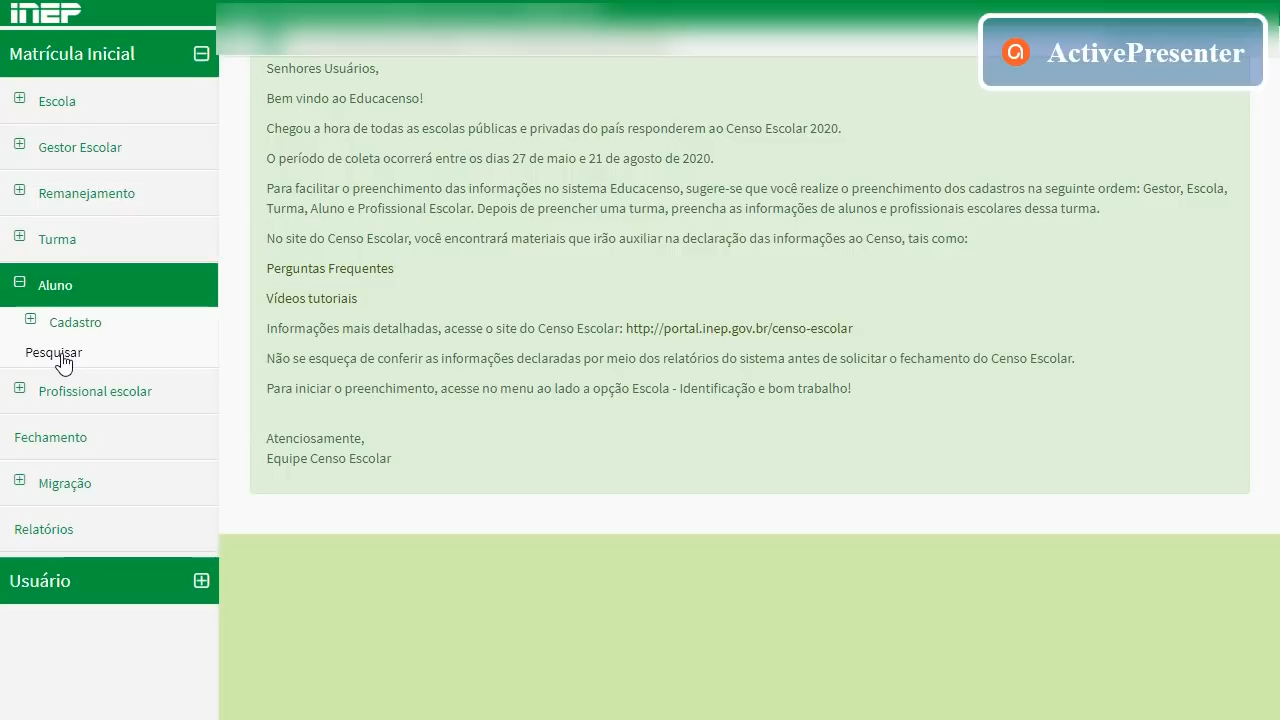 inep
Matrícula Inicial
Escola
Gestor Escolar
Remanejamento
Turma
Aluno
Cadastro
Pesquisar
Profissional escolar
Fechamento
Migração
Relatórios
Usuário
ActivePresenter
Senhores Usuários,
Bem vindo ao Educacenso!
Chegou a hora de todas as escolas públicas e privadas do país responderem ao Censo Escolar 2020.
O período de coleta ocorrerá entre os dias 27 de maio e 21 de agosto de 2020.
Para facilitar o preenchimento das informações no sistema Educacenso, sugere-se que você realize o preenchimento dos cadastros na seguinte ordem: Gestor, Escola,
Turma, Aluno e Profissional Escolar. Depois de preencher uma turma, preencha as informações de alunos e profissionais escolares dessa turma.
No site do Censo Escolar, você encontrará materiais que irão auxiliar na declaração das informações ao Censo, tais como:
Perguntas Frequentes
Vídeos tutoriais
Informações mais detalhadas, acesse o site do Censo Escolar: http://portal.inep.gov.br/censo-escolar
Não se esqueça de conferir as informações declaradas por meio dos relatórios do sistema antes de solicitar o fechamento do Censo Escolar.
Para iniciar o preenchimento, acesse no menu ao lado a opção Escola - Identificação e bom trabalho!
Atenciosamente,
Equipe Censo Escolar